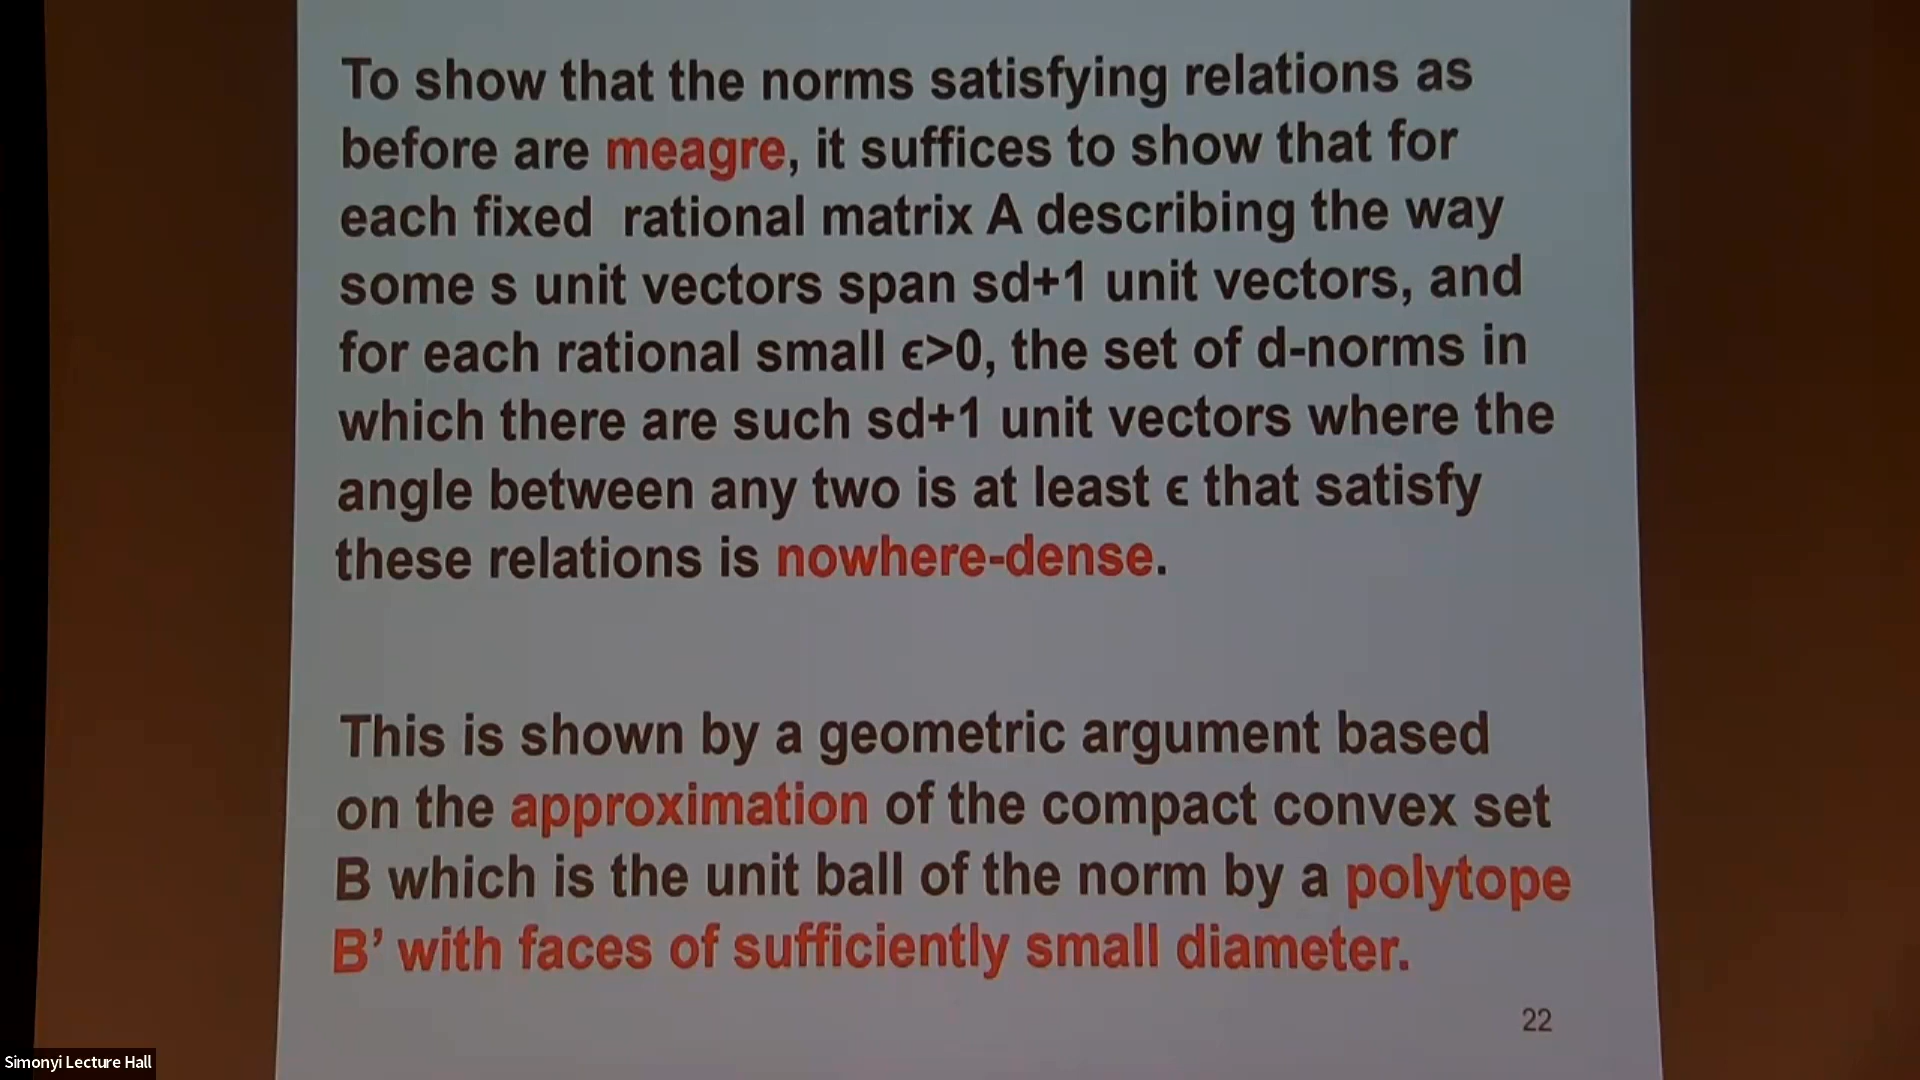 To show that the norms satisfying relations as
before are meagre, it suffices to show that for
each fixed rational matrix A describing the way
some s unit vectors span sd+1 unit vectors, and
for each rational small ϵ>0, the set of d-norms in
which there are such sd+1 unit vectors where the
angle between any two is at least ϵ that satisfy
these relations is nowhere-dense.
This is shown by a geometric argument based
on the approximation of the compact convex set
B which is the unit ball of the norm by a polytope
B’ with faces of sufficiently small diameter.
22
Simonyi Lecture Hall